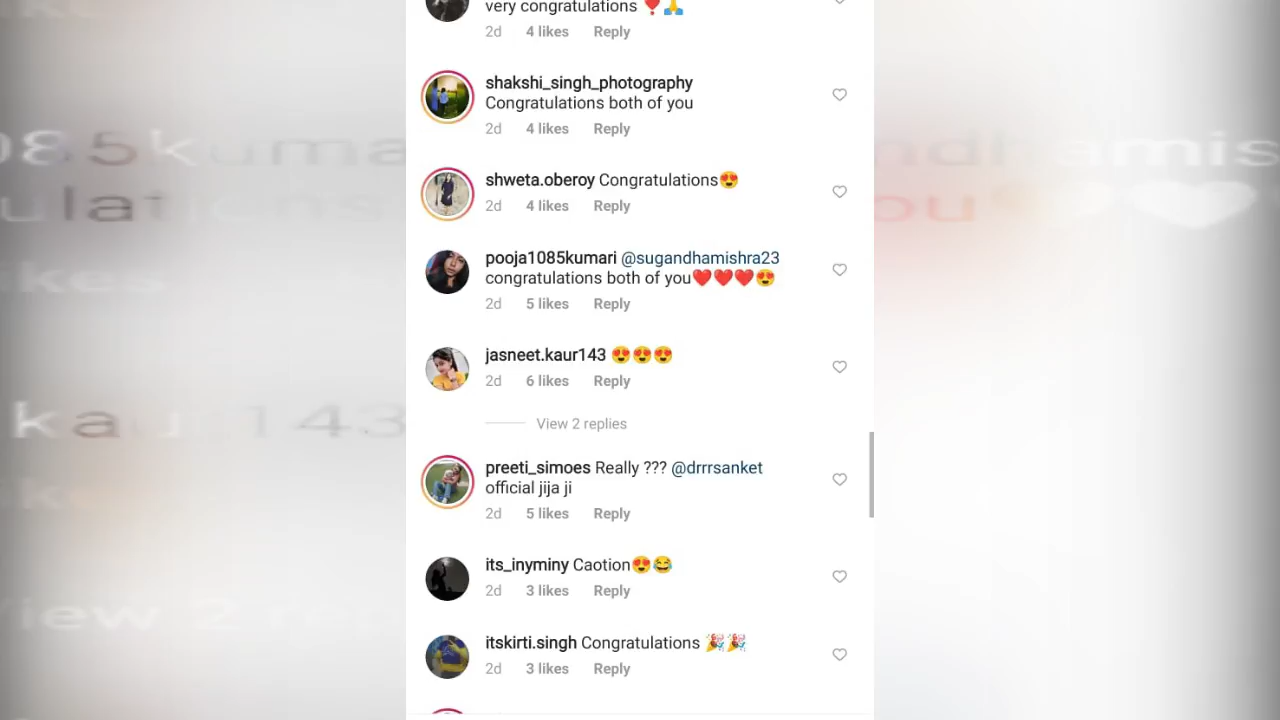 very congratulations ❣️🙏
2d 4 likes Reply
shakshi_singh_photography
Congratulations both of you
2d 4 likes Reply
shweta.oberoy Congratulations😍
2d 4 likes Reply
pooja1085kumari @sugandhamishra23
congratulations both of you❤️❤️❤️😍
2d 5 likes Reply
jasneet.kaur143 😍😍😍
2d 6 likes Reply
View 2 replies
preeti_simoes Really ??? @drrrsanket
official jija ji
2d 5 likes Reply
its_inyminy Caotion😍😂
2d 3 likes Reply
itskirti.singh Congratulations 🎉🎉
2d 3 likes Reply